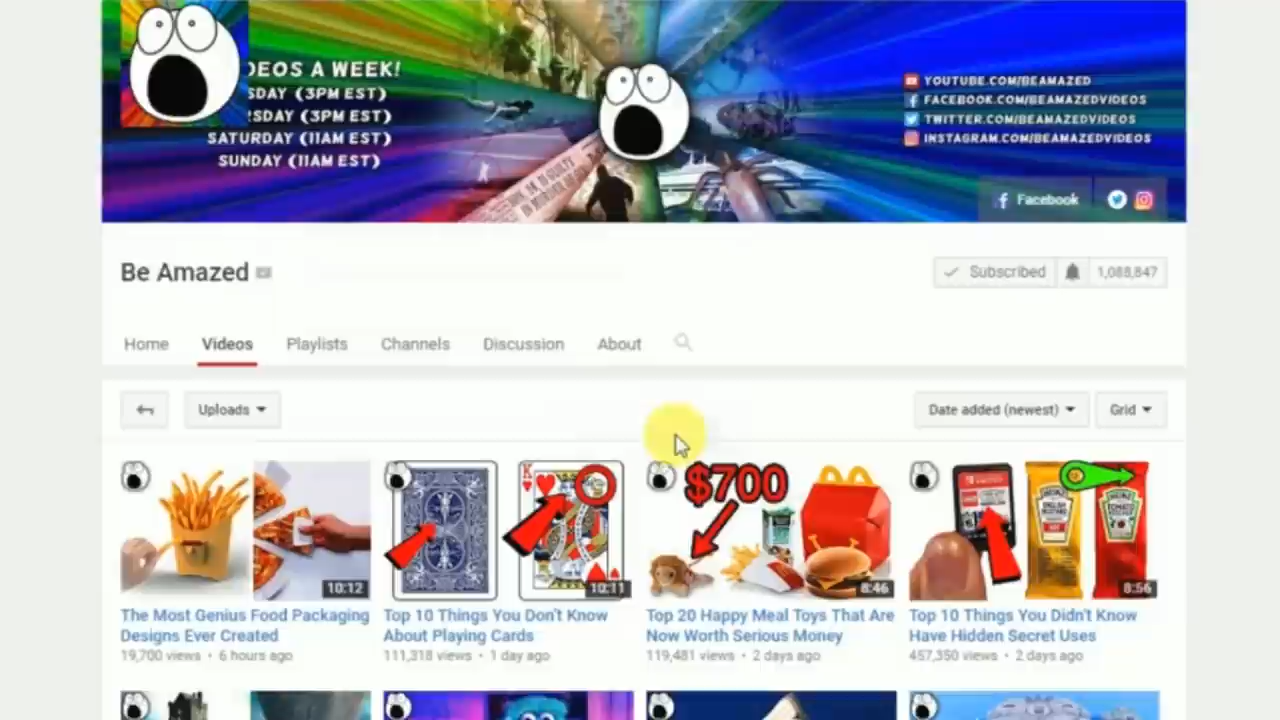 DEOS A WEEK!
SDAY (3PM EST)
RSDAY (3PM EST)
SATURDAY (11AM EST)
SUNDAY (11AM EST)
YOUTUBE.COM/BEAMAZED
FACEBOOK.COM/BEAMAZEDVIDEOS
TWITTER.COM/BEAMAZEDVIDEOS
INSTAGRAM.COM/BEAMAZEDVIDEOS
Facebook
Be Amazed
Subscribed 1,088,847
Home Videos Playlists Channels Discussion About
Uploads Date added (newest) Grid
$700
K
HEINZ HEINZ
10:12 10:11 8:46 8:56
The Most Genius Food Packaging
Designs Ever Created
19,700 views • 6 hours ago
Top 10 Things You Don't Know
About Playing Cards
111,318 views • 1 day ago
Top 20 Happy Meal Toys That Are
Now Worth Serious Money
119,481 views • 2 days ago
Top 10 Things You Didn't Know
Have Hidden Secret Uses
457,350 views • 2 days ago